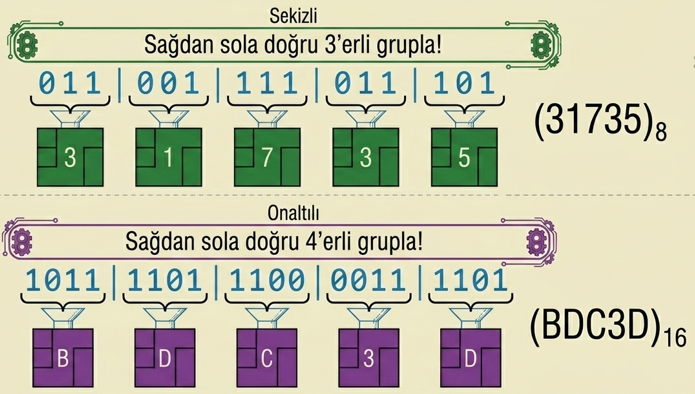 Sekizli
Sağdan sola doğru 3’erli grupla!
011 | 001 | 111 | 011 | 101
3 1 7 3 5
(31735)₈
Onaltılı
Sağdan sola doğru 4’erli grupla!
1011 | 1101 | 1100 | 0011 | 1101
B D C 3 D
(BDC3D)₁₆